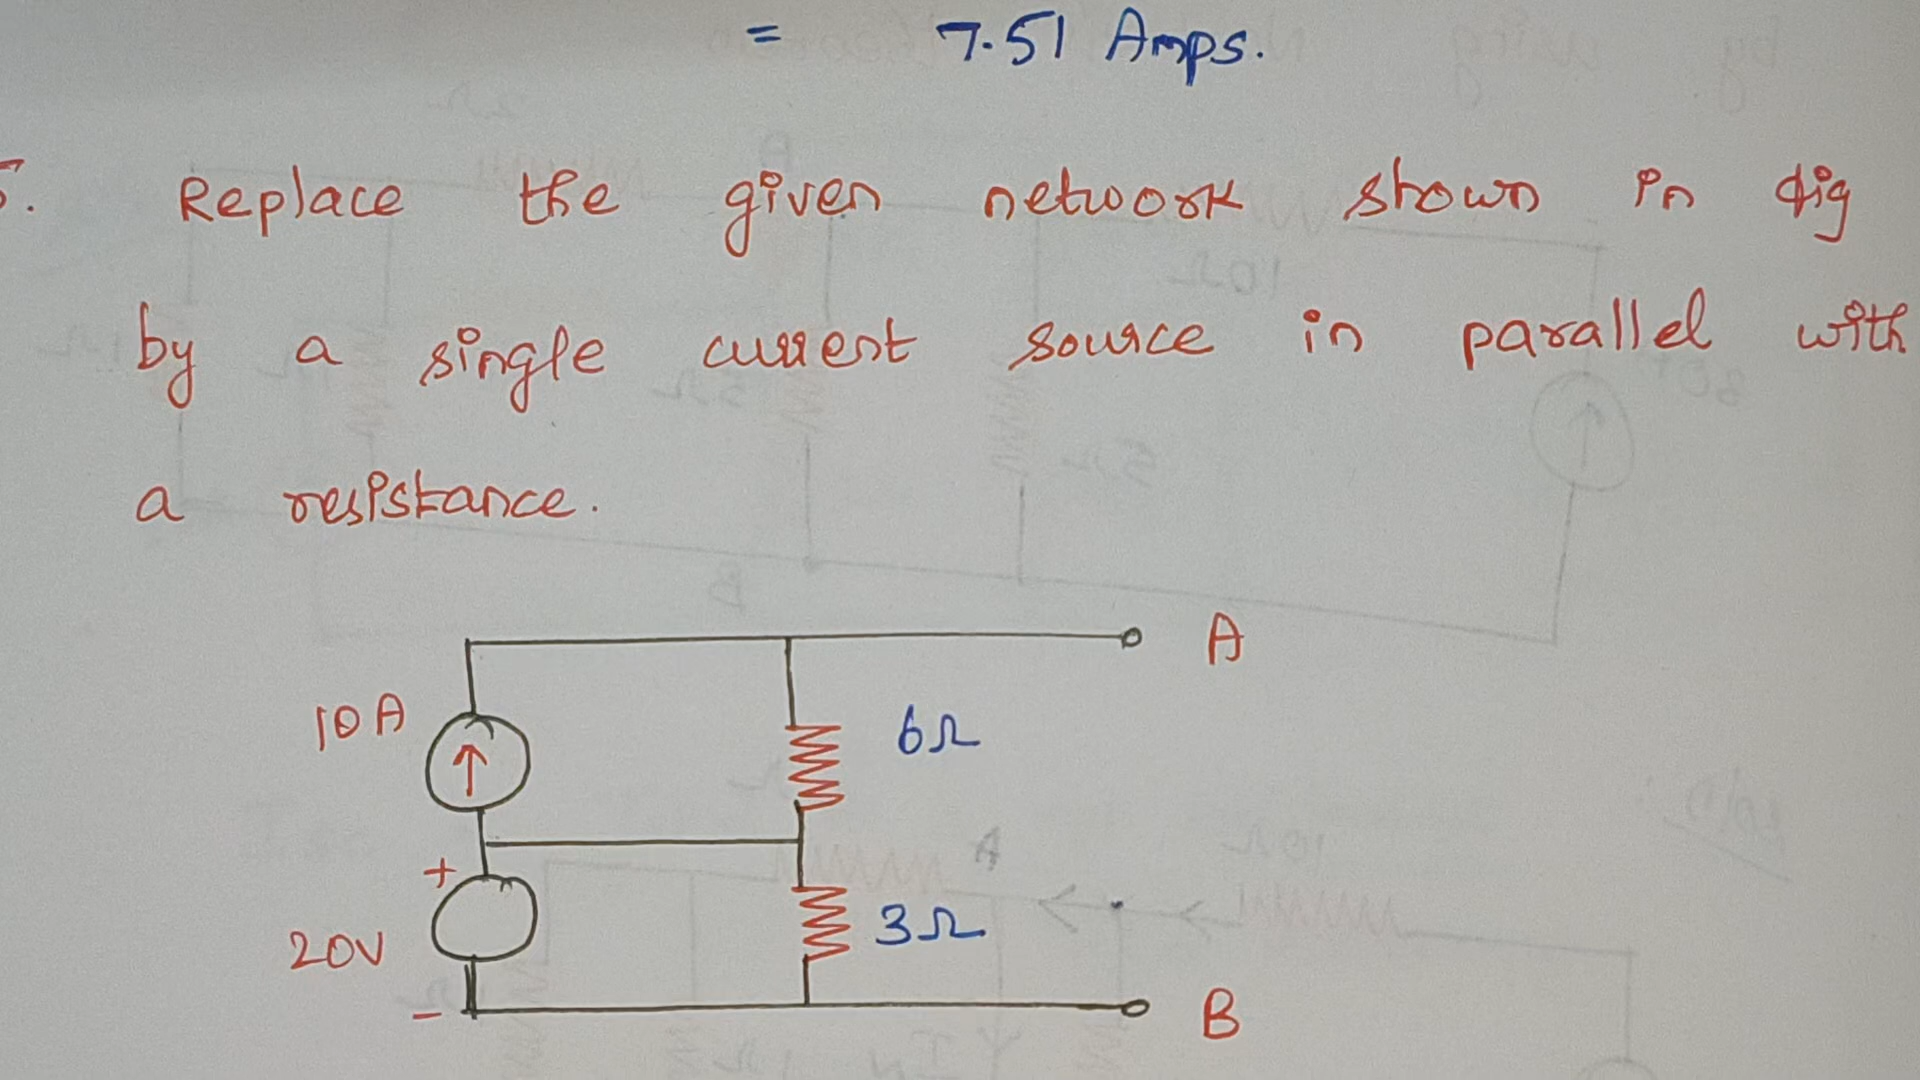 = 7.51 Amps.
5. Replace the given network shown in fig
by a single current source in parallel with
a resistance.
A
10A
6Ω
+
20V
3Ω
-
B